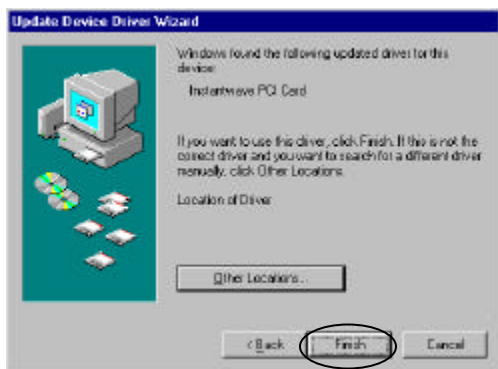 Update Device Driver Wizard
Windows found the following updated driver for this
device:
Instantwave PCI Card
If you want to use this driver, click Finish. If this is not the
correct driver and you want to search for a different driver
manually, click Other Locations.
Location of Driver
Other Locations...
< Back
Finish
Cancel